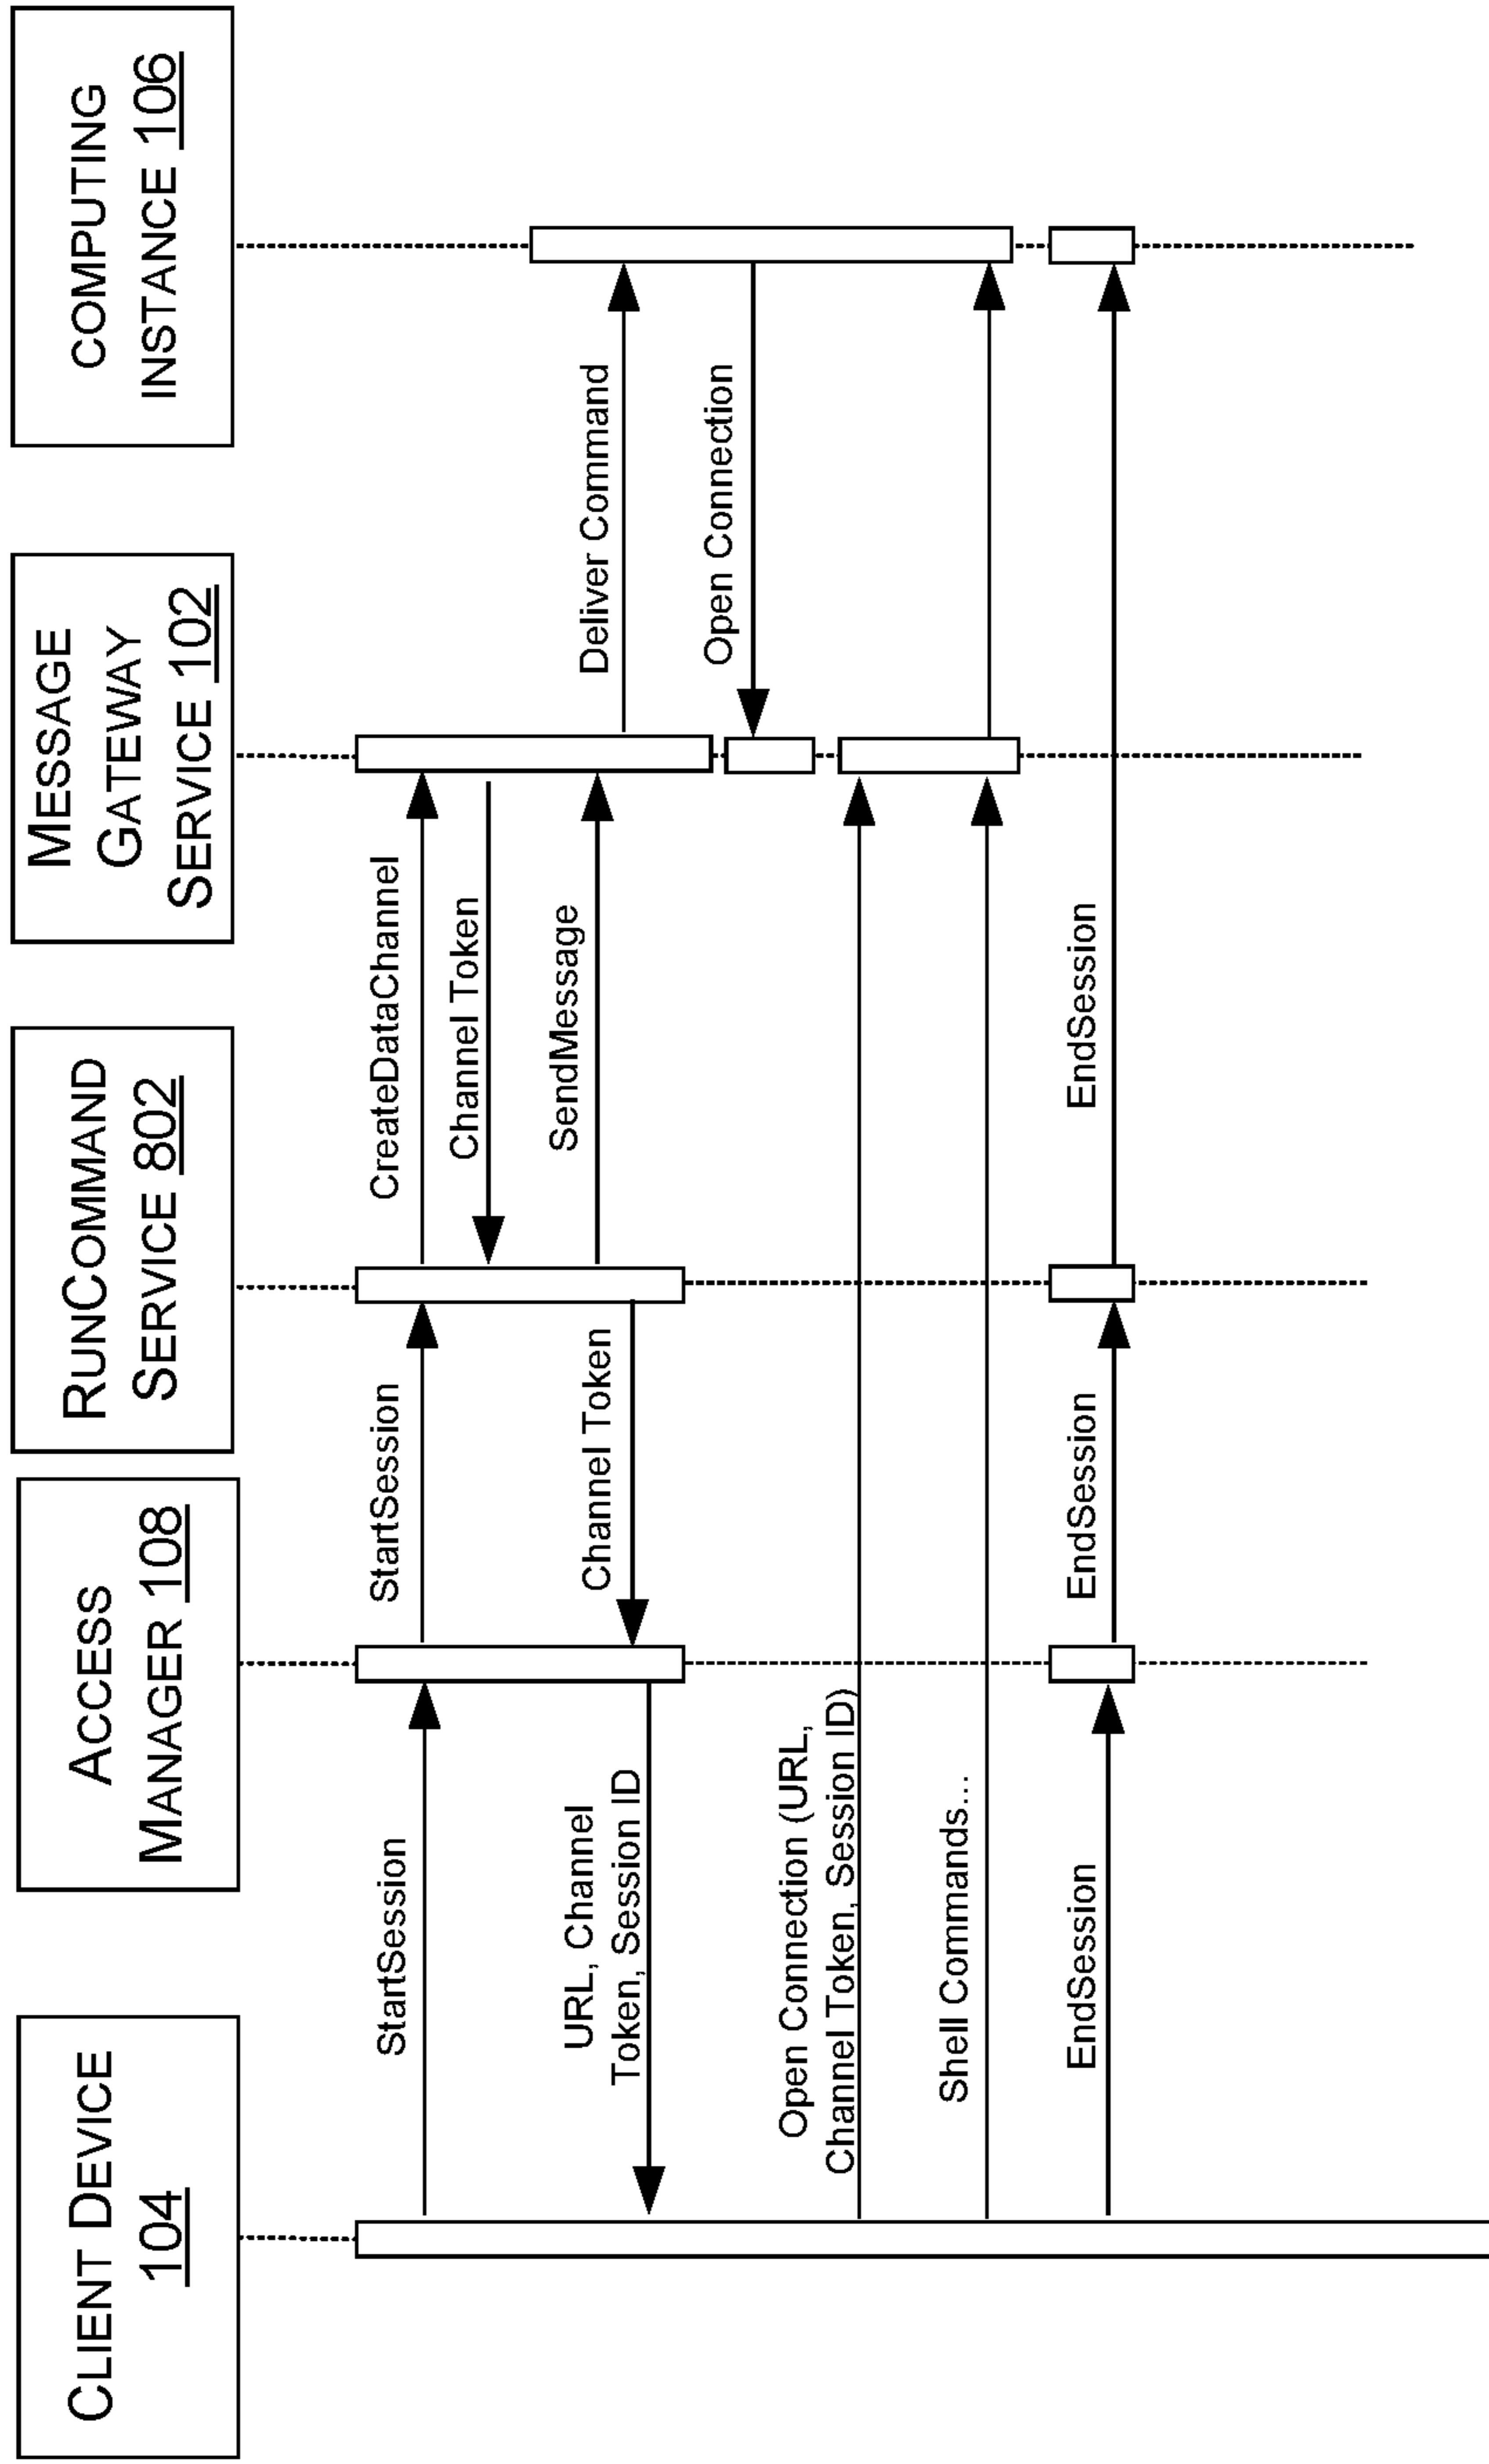 CLIENT DEVICE
104
ACCESS
MANAGER 108
RUNCOMMAND
SERVICE 802
MESSAGE
GATEWAY
SERVICE 102
COMPUTING
INSTANCE 106
StartSession
StartSession
CreateDataChannel
Channel Token
SendMessage
Deliver Command
Channel Token
URL, Channel
Token, Session ID
Open Connection
Open Connection (URL,
Channel Token, Session ID)
Shell Commands...
EndSession
EndSession
EndSession